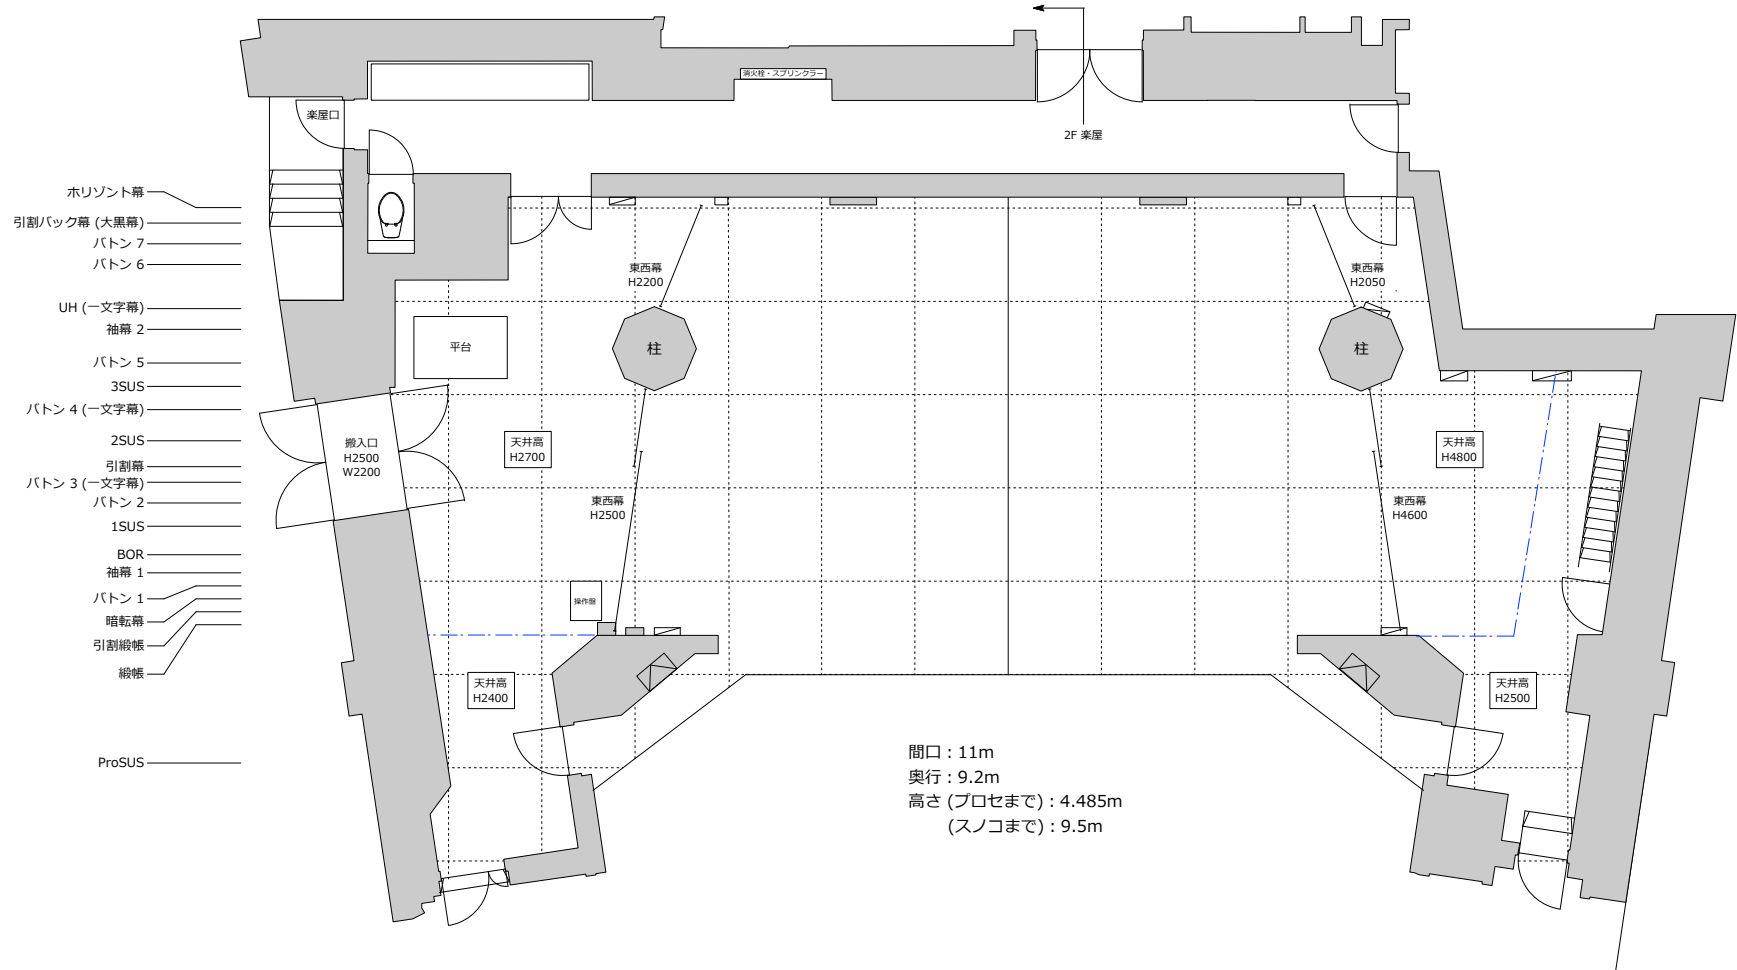 消火栓・スプリンクラー
楽屋口
2F 楽屋
ホリゾント幕
引割バック幕 (大黒幕)
バトン 7
バトン 6
UH (一文字幕)
袖幕 2
バトン 5
3SUS
バトン 4 (一文字幕)
2SUS
引割幕
バトン 3 (一文字幕)
バトン 2
1SUS
BOR
袖幕 1
バトン 1
暗転幕
引割緞帳
緞帳
ProSUS
東西幕
H2200
東西幕
H2050
平台
柱
柱
搬入口
H2500
W2200
天井高
H2700
天井高
H4800
東西幕
H2500
東西幕
H4600
操作盤
天井高
H2400
天井高
H2500
間口 : 11m
奥行 : 9.2m
高さ (プロセまで) : 4.485m
(スノコまで) : 9.5m